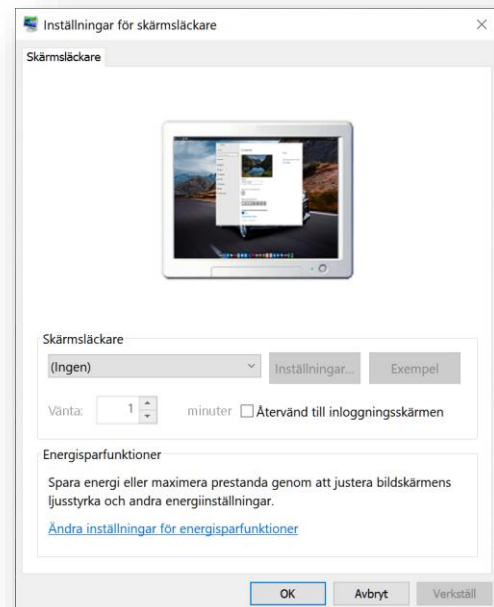 Inställningar för skärmsläckare
Skärmsläckare
Skärmsläckare
(Ingen)
Inställningar...
Exempel
Vänta:
1
minuter
Återvänd till inloggningsskärmen
Energisparfunktioner
Spara energi eller maximera prestanda genom att justera bildskärmens
ljusstyrka och andra energiinställningar.
Ändra inställningar för energisparfunktioner
OK
Avbryt
Verkställ